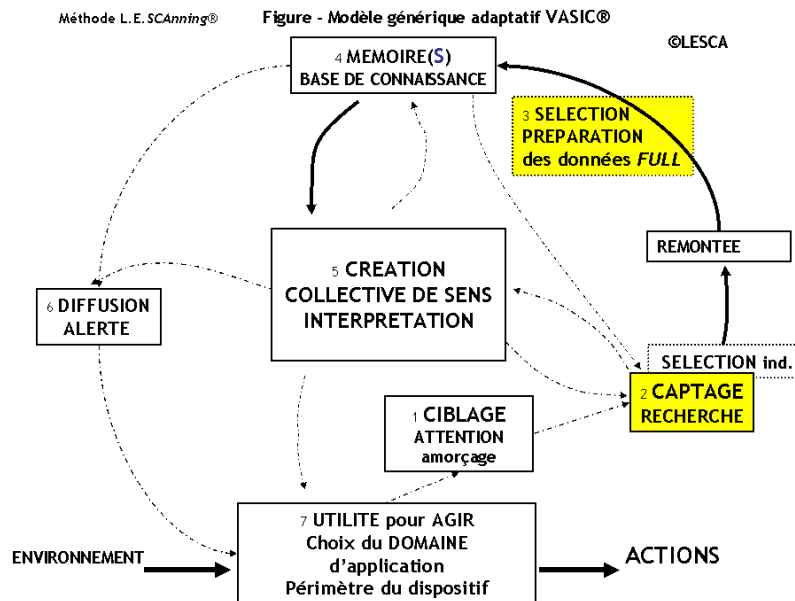 Méthode L.E.SCAnning® Figure - Modèle générique adaptatif VASIC®
©LESCA
4 MEMOIRE(S)
BASE DE CONNAISSANCE
3 SELECTION
PREPARATION
des données FULL
REMONTEE
5 CREATION
COLLECTIVE DE SENS
INTERPRETATION
6 DIFFUSION
ALERTE
SELECTION ind.
2 CAPTAGE
RECHERCHE
1 CIBLAGE
ATTENTION
amorçage
7 UTILITE pour AGIR
Choix du DOMAINE
d'application
Périmètre du dispositif
ENVIRONNEMENT
ACTIONS